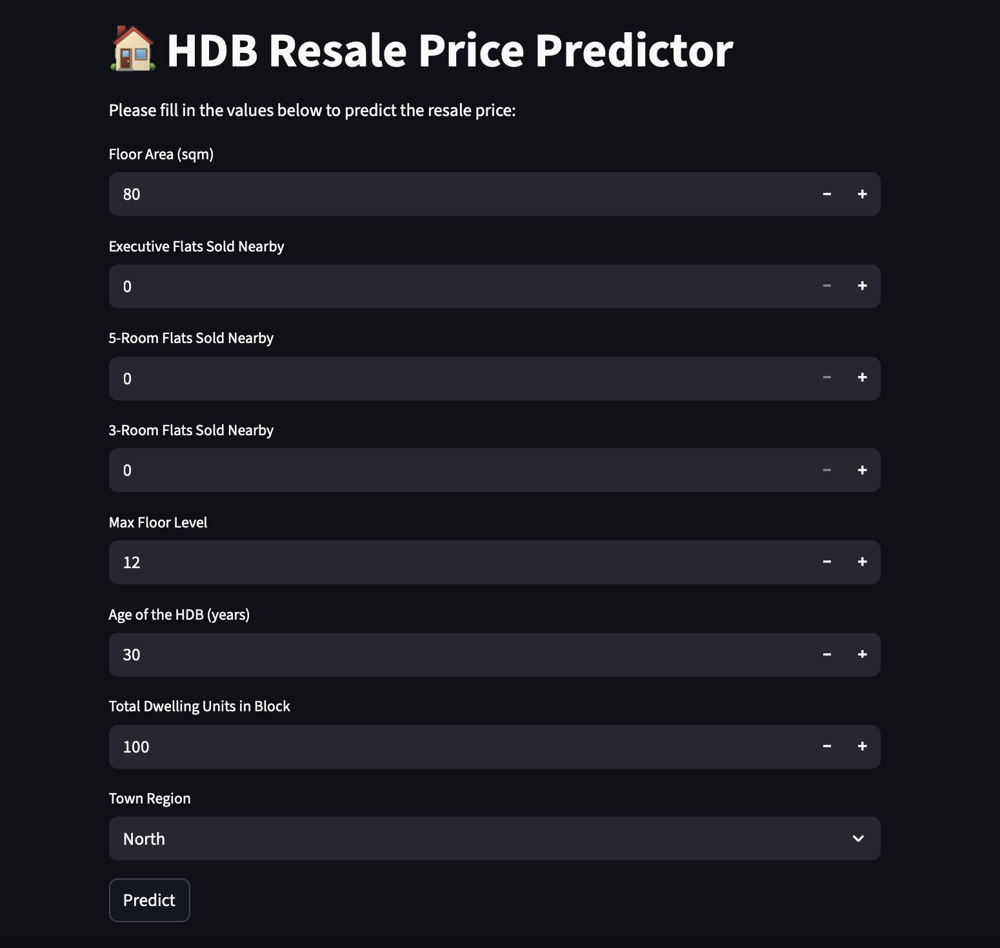 HDB Resale Price Predictor
Please fill in the values below to predict the resale price:
Floor Area (sqm)
80
Executive Flats Sold Nearby
0
5-Room Flats Sold Nearby
0
3-Room Flats Sold Nearby
0
Max Floor Level
12
Age of the HDB (years)
30
Total Dwelling Units in Block
100
Town Region
North
Predict